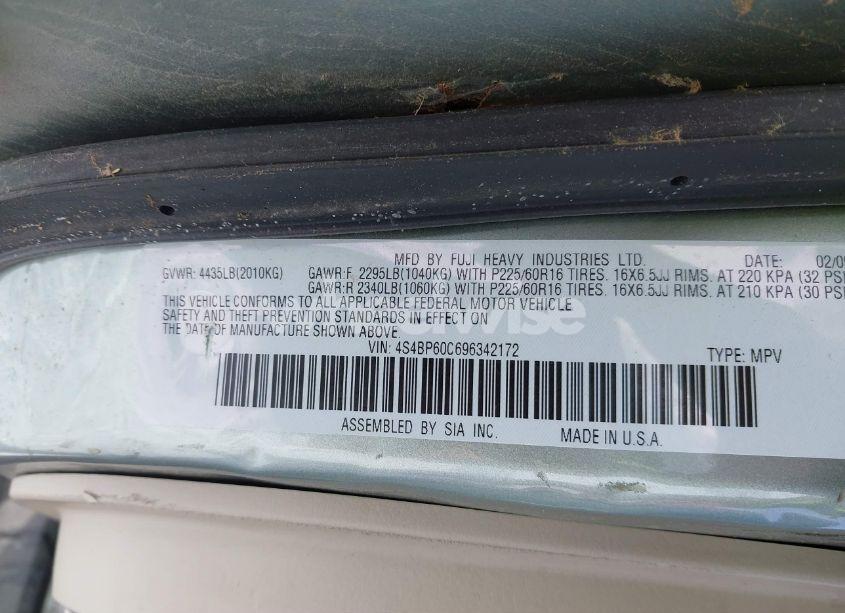 MFD BY FUJI HEAVY INDUSTRIES LTD. DATE: 02/0
GVWR: 4435LB(2010KG) GAWR:F 2295LB(1040KG) WITH P225/60R16 TIRES. 16X6.5JJ RIMS. AT 220 KPA (32 PSI
GAWR:R 2340LB(1060KG) WITH P225/60R16 TIRES. 16X6.5JJ RIMS. AT 210 KPA (30 PSI
THIS VEHICLE CONFORMS TO ALL APPLICABLE FEDERAL MOTOR VEHICLE
SAFETY AND THEFT PREVENTION STANDARDS IN EFFECT ON
THE DATE OF MANUFACTURE SHOWN ABOVE.
VIN: 4S4BP60C696342172 TYPE: MPV
ASSEMBLED BY SIA INC. MADE IN U.S.A.